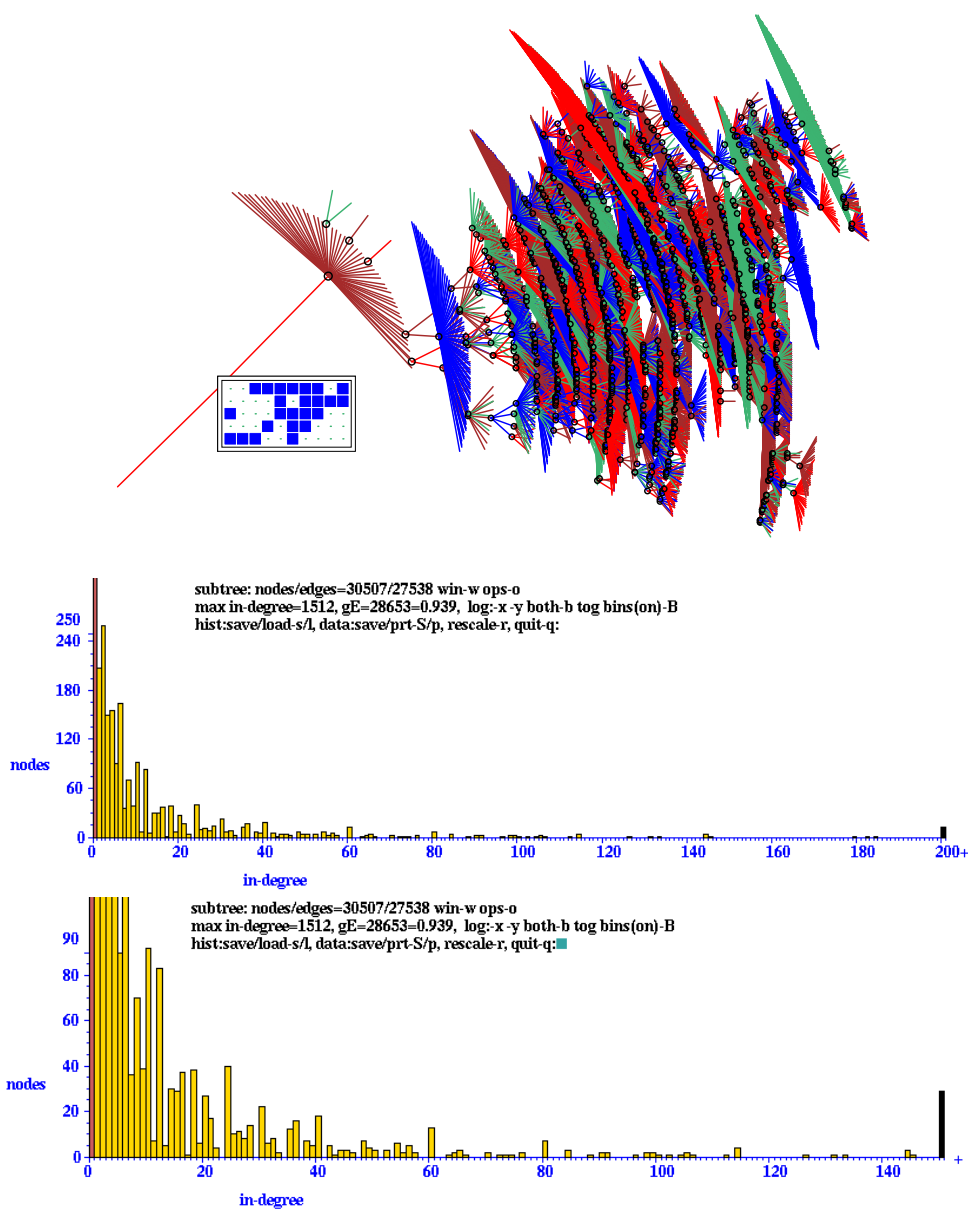 subtree: nodes/edges=30507/27538 win-w ops-o
max in-degree=1512, gE=28653=0.939, log:-x -y both-b tog bins(on)-B
hist:save/load-s/l, data:save/prt-S/p, rescale-r, quit-q:
250
240
180
120
nodes
60
0
0 20 40 60 80 100 120 140 160 180 200+
in-degree
subtree: nodes/edges=30507/27538 win-w ops-o
max in-degree=1512, gE=28653=0.939, log:-x -y both-b tog bins(on)-B
hist:save/load-s/l, data:save/prt-S/p, rescale-r, quit-q:
90
80
60
40
nodes
20
0
0 20 40 60 80 100 120 140 +
in-degree